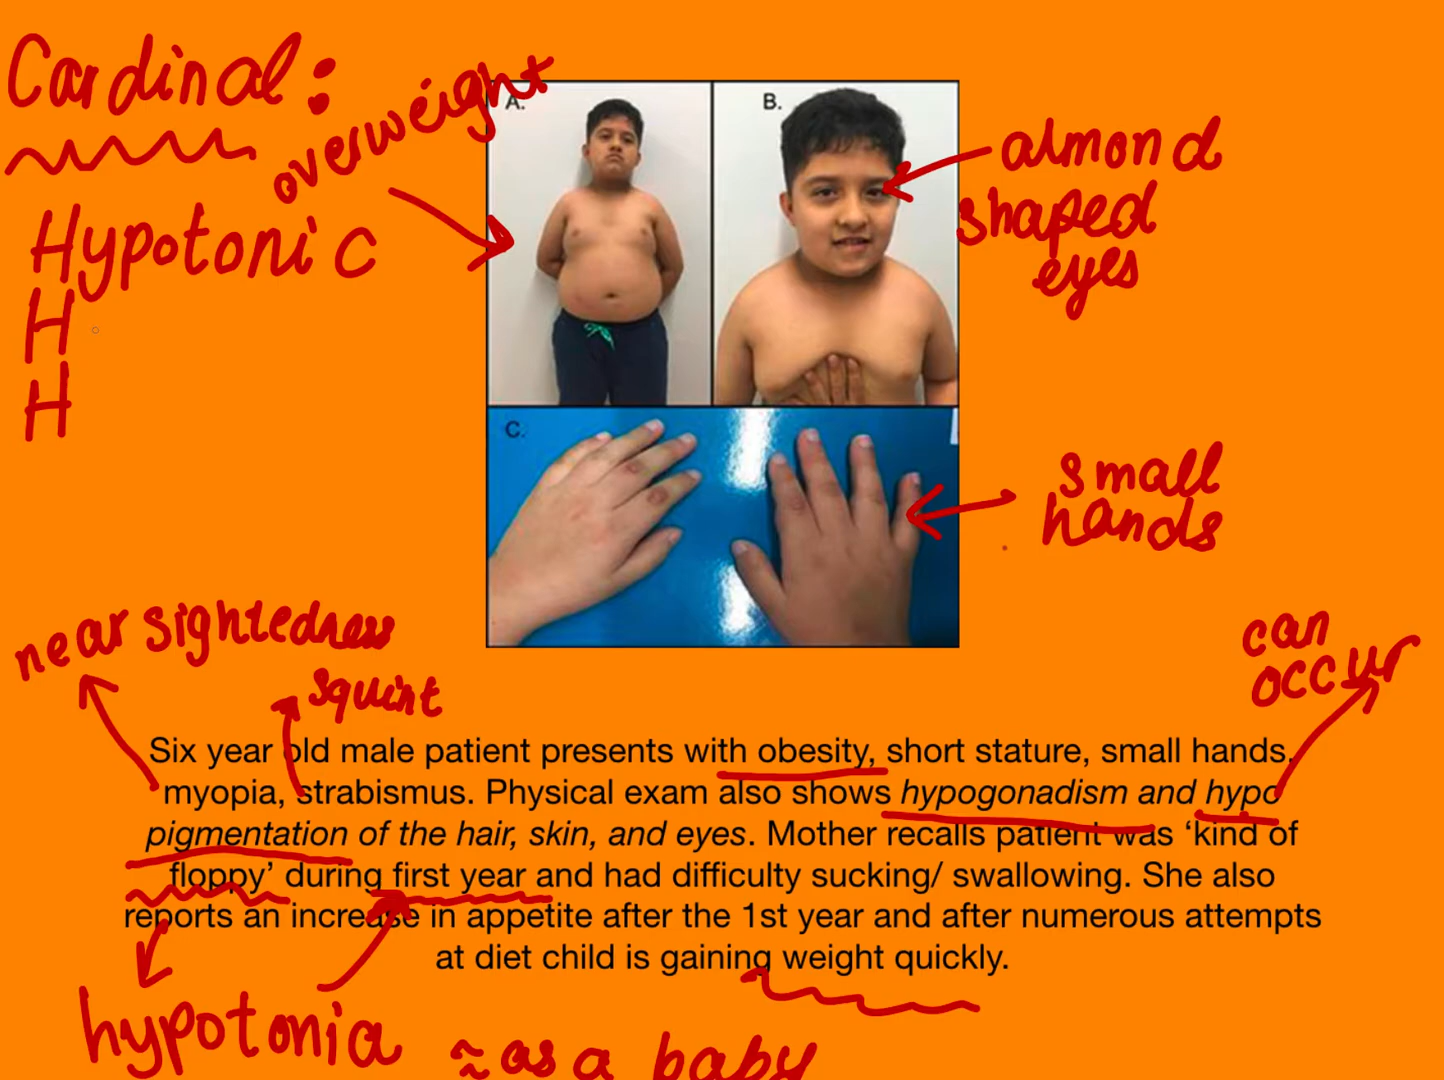 Cardinal:
overweight
Hypotonic
H
H
A.
B.
C.
almond
shaped
eyes
small
hands
near sightedness
squint
can
occur
Six year old male patient presents with obesity, short stature, small hands,
myopia, strabismus. Physical exam also shows hypogonadism and hypo
pigmentation of the hair, skin, and eyes. Mother recalls patient was ‘kind of
floppy’ during first year and had difficulty sucking/ swallowing. She also
reports an increase in appetite after the 1st year and after numerous attempts
at diet child is gaining weight quickly.
hypotonia
≈ as a baby